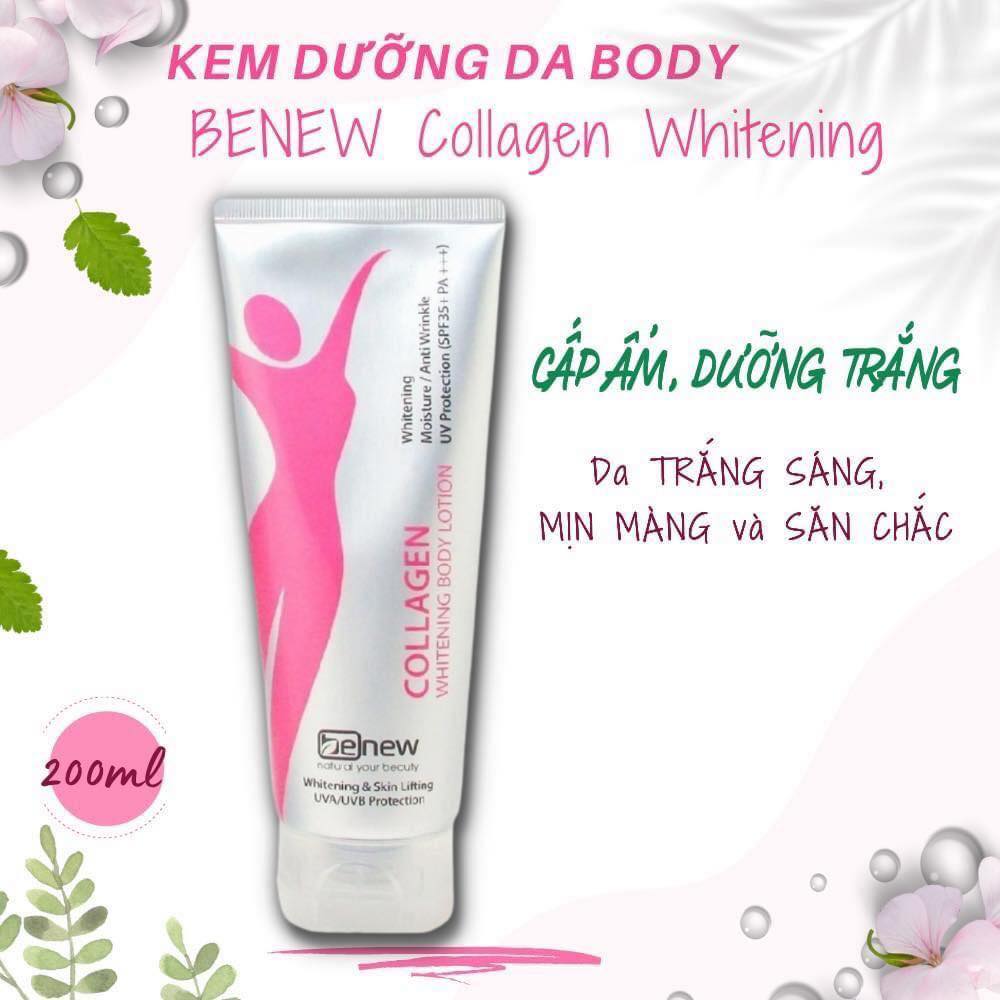 KEM DƯỠNG DA BODY
BENEW Collagen Whitening
CẤP ẨM, DƯỠNG TRẮNG
Da TRẮNG SÁNG,
MỊN MÀNG và SĂN CHẮC
Whitening
Moisture / Anti Wrinkle
UV Protection (SPF35+ PA+++)
COLLAGEN
WHITENING BODY LOTION
benew
natural your beauty
Whitening & Skin Lifting
UVA/UVB Protection
200ml